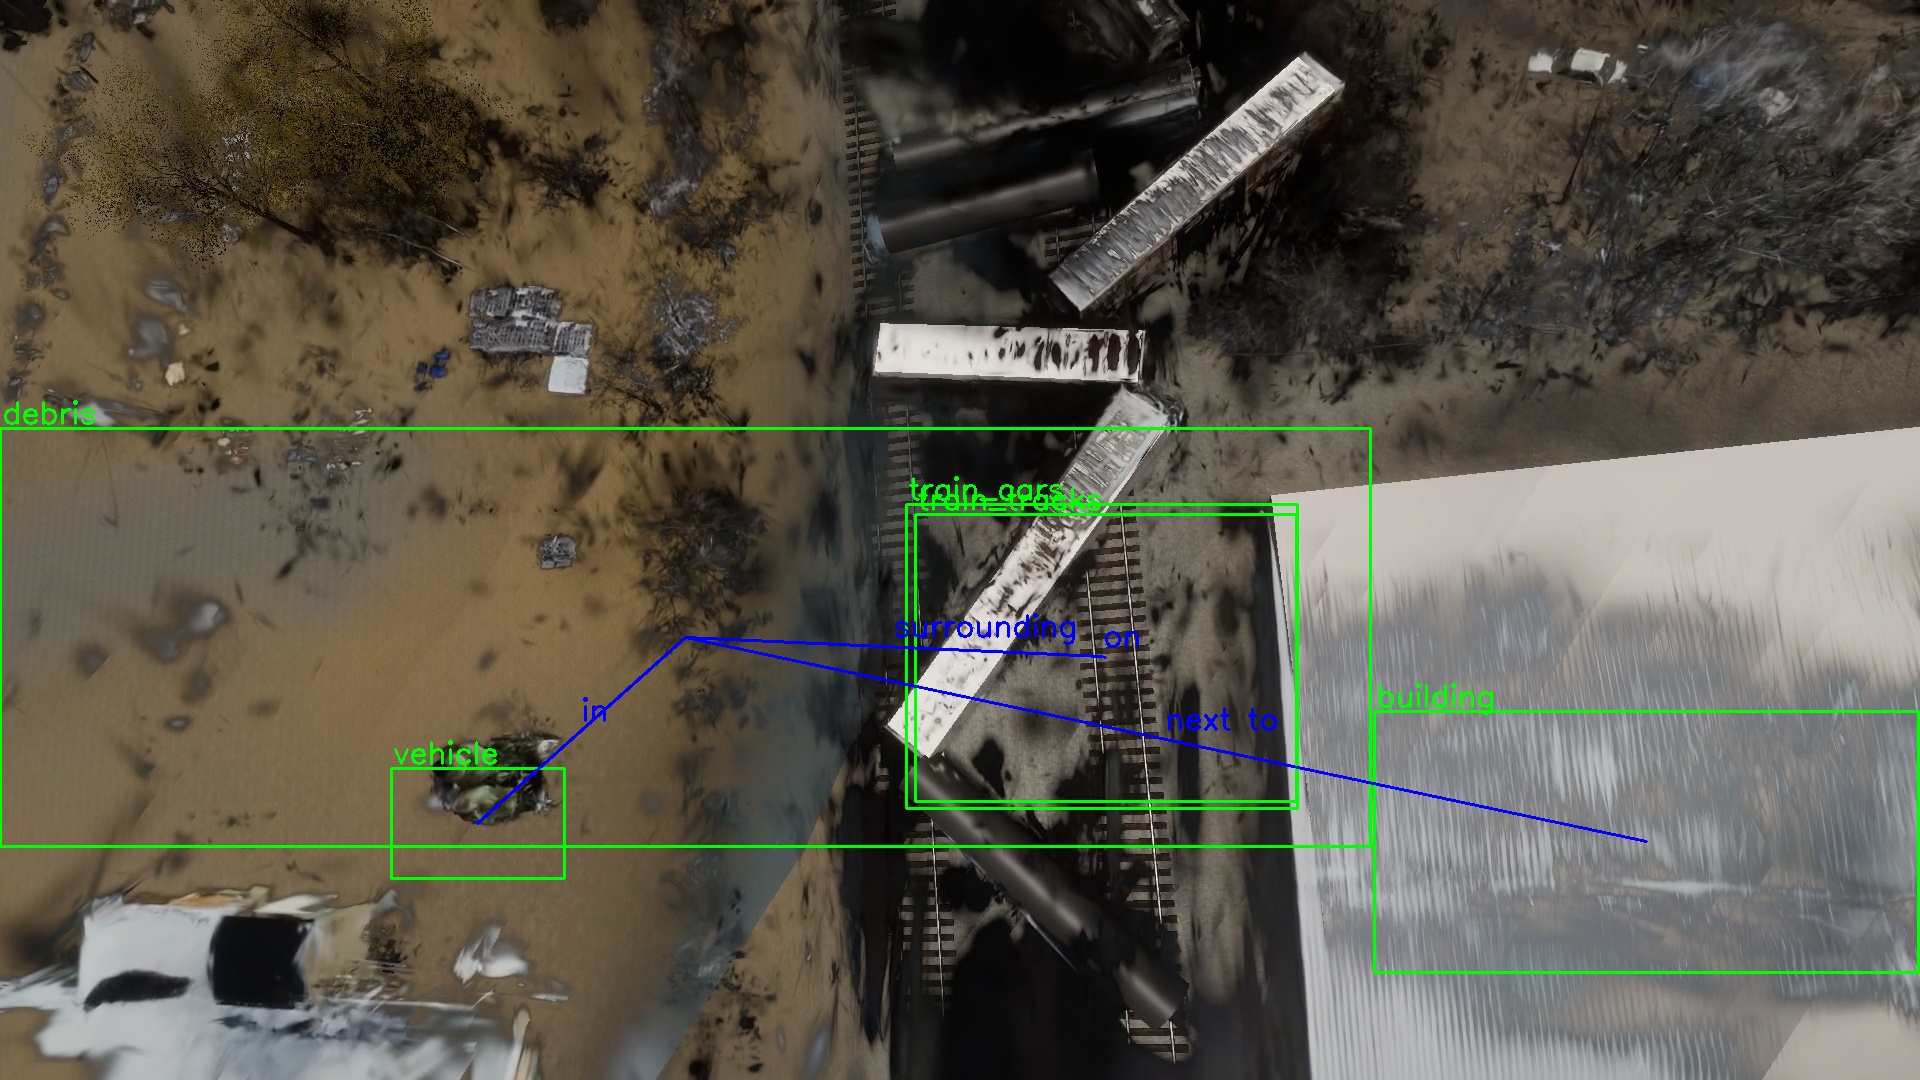 debris
train_cars
train_tracks
surrounding
on
building
in
next to
vehicle